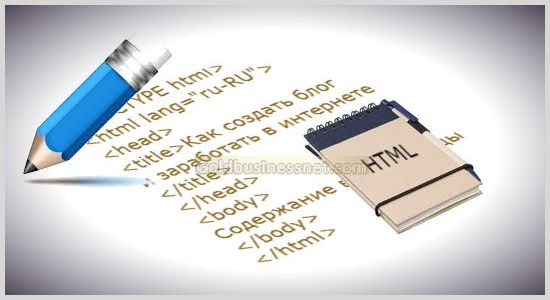 TYPE html>
<html lang="ru-RU">
<head>
<title>Как создать блог
и заработать в интернете
</title>
</head>
<body>
Содержание в
</body>
</html>
HTML
Goldbusinessnet.com